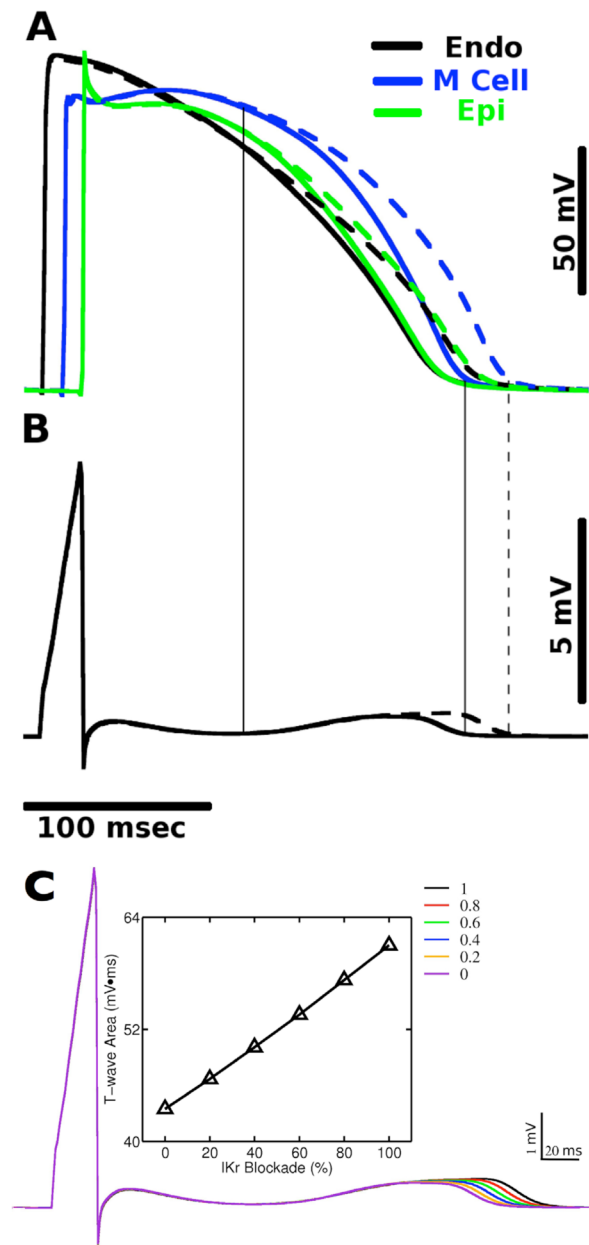 A
Endo
M Cell
Epi
50 mV
B
5 mV
100 msec
C
1
0.8
0.6
0.4
0.2
0
64
52
40
T-wave Area (mV•ms)
0 20 40 60 80 100
IKr Blockade (%)
1 mV
20 ms